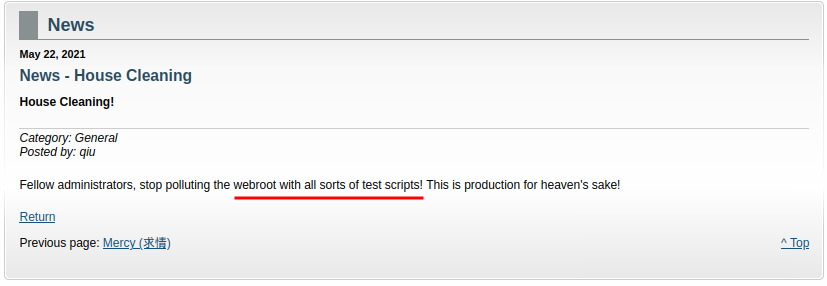 News
May 22, 2021
News - House Cleaning
House Cleaning!
Category: General
Posted by: qiu
Fellow administrators, stop polluting the webroot with all sorts of test scripts! This is production for heaven's sake!
Return
Previous page: Mercy (求情) ^ Top